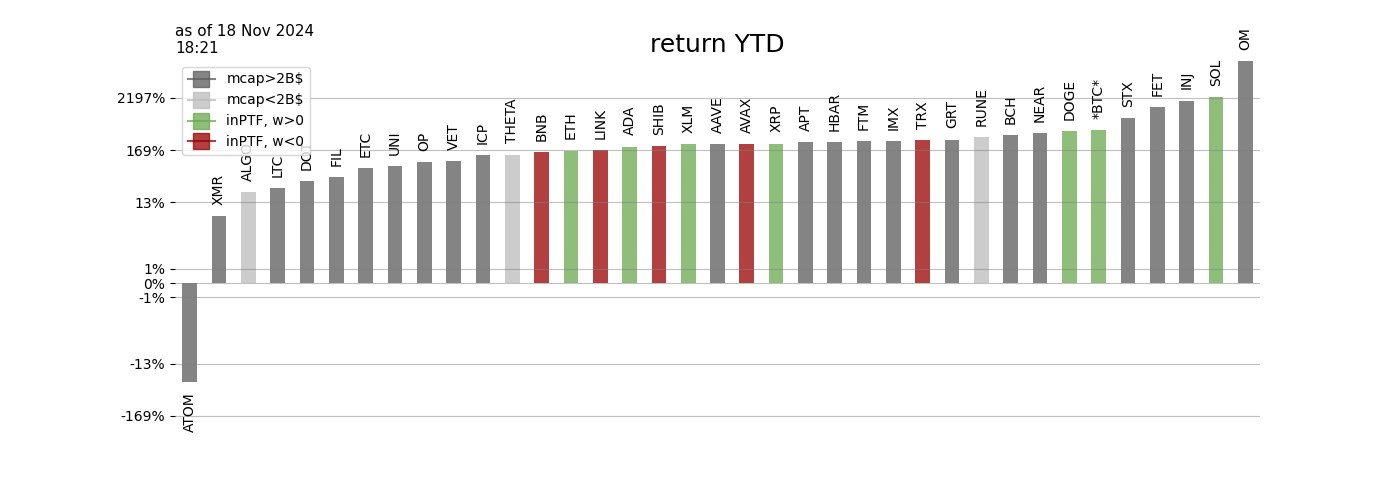 as of 18 Nov 2024
18:21
return YTD
mcap>2B$
mcap<2B$
inPTF, w>0
inPTF, w<0
2197%
169%
13%
1%
0%
-1%
-13%
-169%
ATOM
XMR
ALGO
LTC
DOT
FIL
ETC
UNI
OP
VET
ICP
THETA
BNB
ETH
LINK
ADA
SHIB
XLM
AAVE
AVAX
XRP
APT
HBAR
FTM
IMX
TRX
GRT
RUNE
BCH
NEAR
DOGE
*BTC*
STX
FET
INJ
SOL
OM